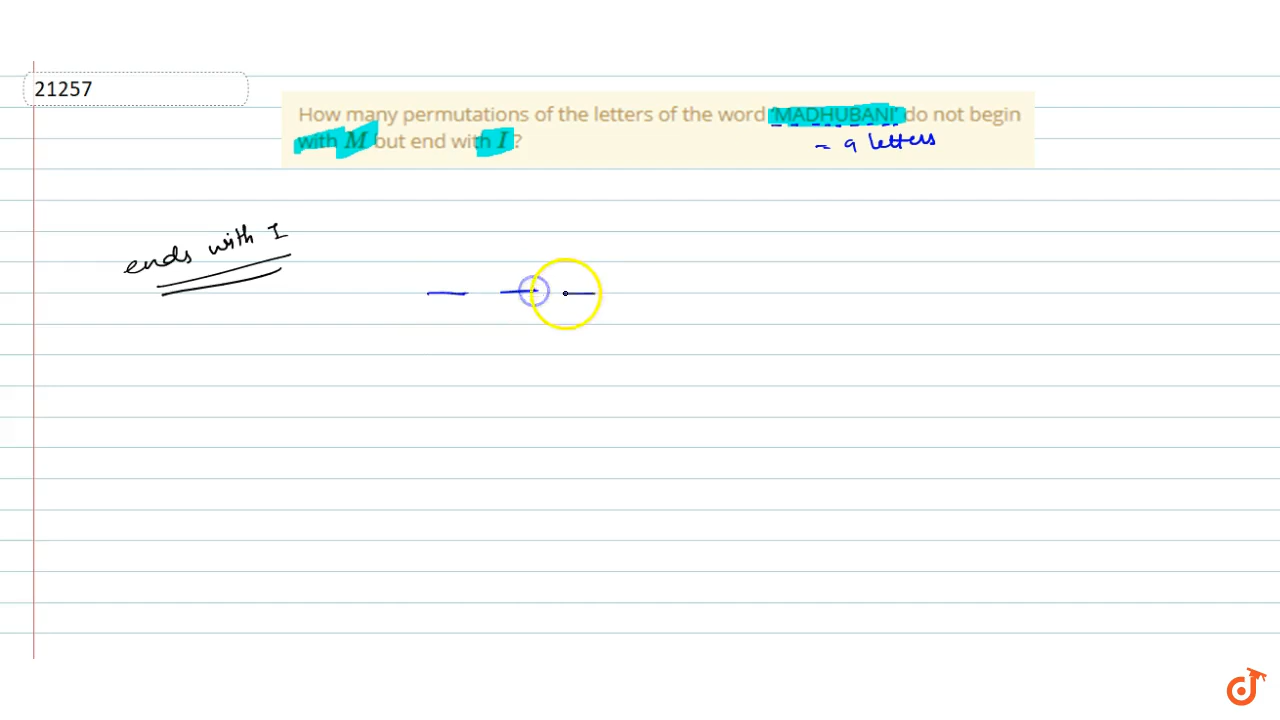 21257
How many permutations of the letters of the word 'MADHUBANI' do not begin
with M but end with I ?
= 9 letters
ends with I